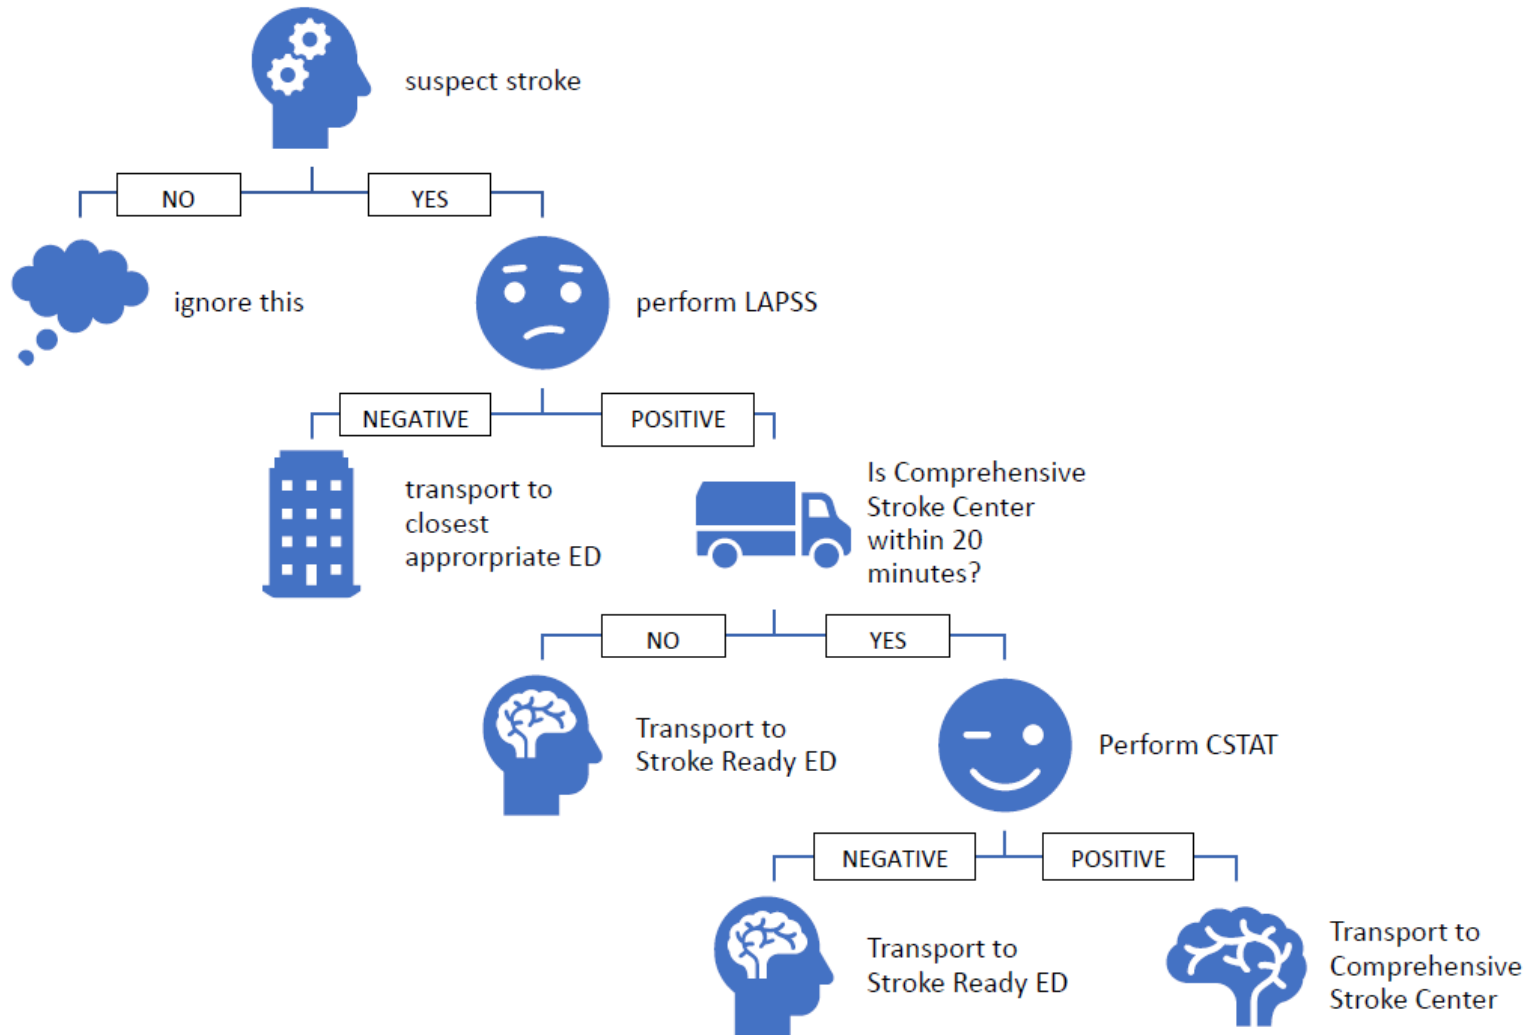 suspect stroke
NO
YES
ignore this
perform LAPSS
NEGATIVE
POSITIVE
transport to
closest
approrpriate ED
Is Comprehensive
Stroke Center
within 20
minutes?
NO
YES
Transport to
Stroke Ready ED
Perform CSTAT
NEGATIVE
POSITIVE
Transport to
Stroke Ready ED
Transport to
Comprehensive
Stroke Center